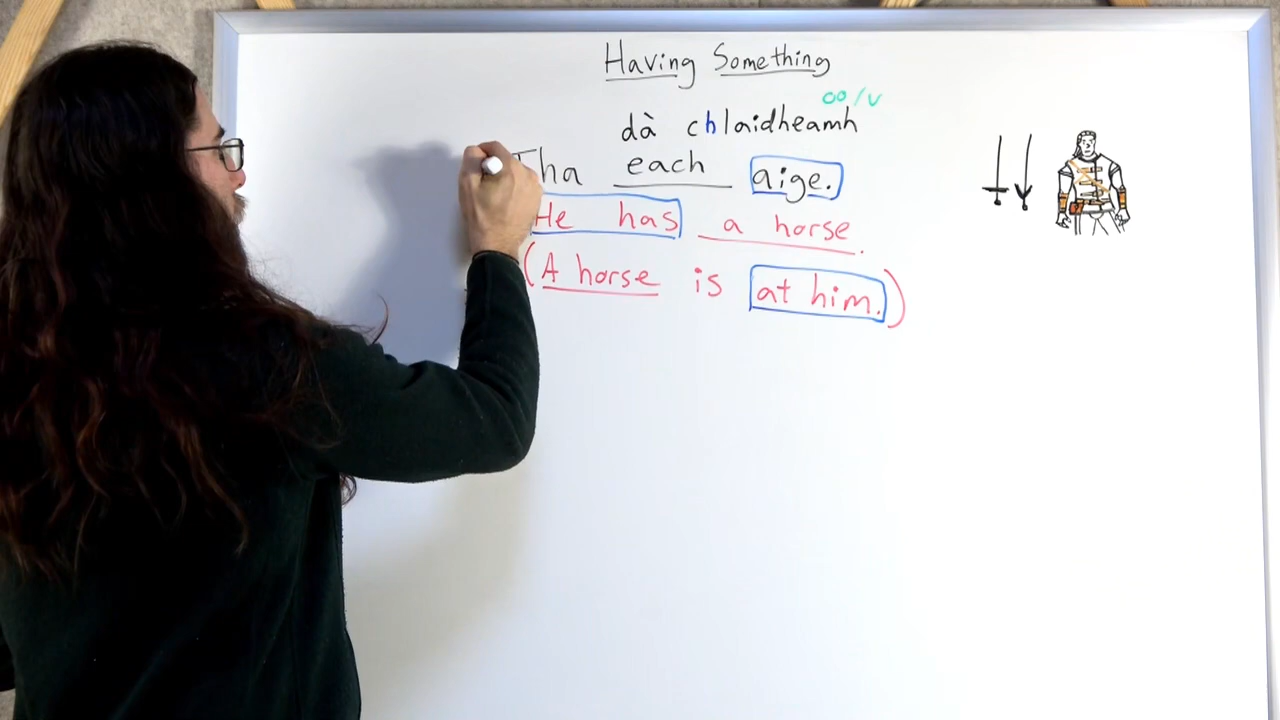 Having Something
oo/v
dà chlaidheamh
Tha each aige.
He has a horse.
(A horse is at him.)